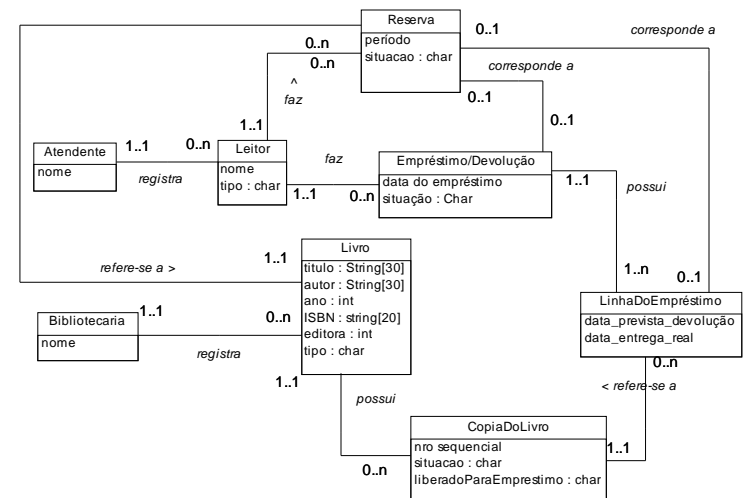 Reserva
período
situacao : char
0..1
corresponde a
0..n
0..n
corresponde a
^
faz
0..1
1..1
0..1
Atendente
nome
1..1
0..n
registra
Leitor
nome
tipo : char
faz
1..1
0..n
Empréstimo/Devolução
data do empréstimo
situação : Char
1..1
possui
1..n
0..1
refere-se a >
1..1
Livro
titulo : String[30]
autor : String[30]
ano : int
ISBN : string[20]
editora : int
tipo : char
LinhaDoEmpréstimo
data_prevista_devolução
data_entrega_real
Bibliotecaria
nome
1..1
0..n
registra
0..n
< refere-se a
1..1
possui
0..n
CopiaDoLivro
nro sequencial
situacao : char
liberadoParaEmprestimo : char
1..1